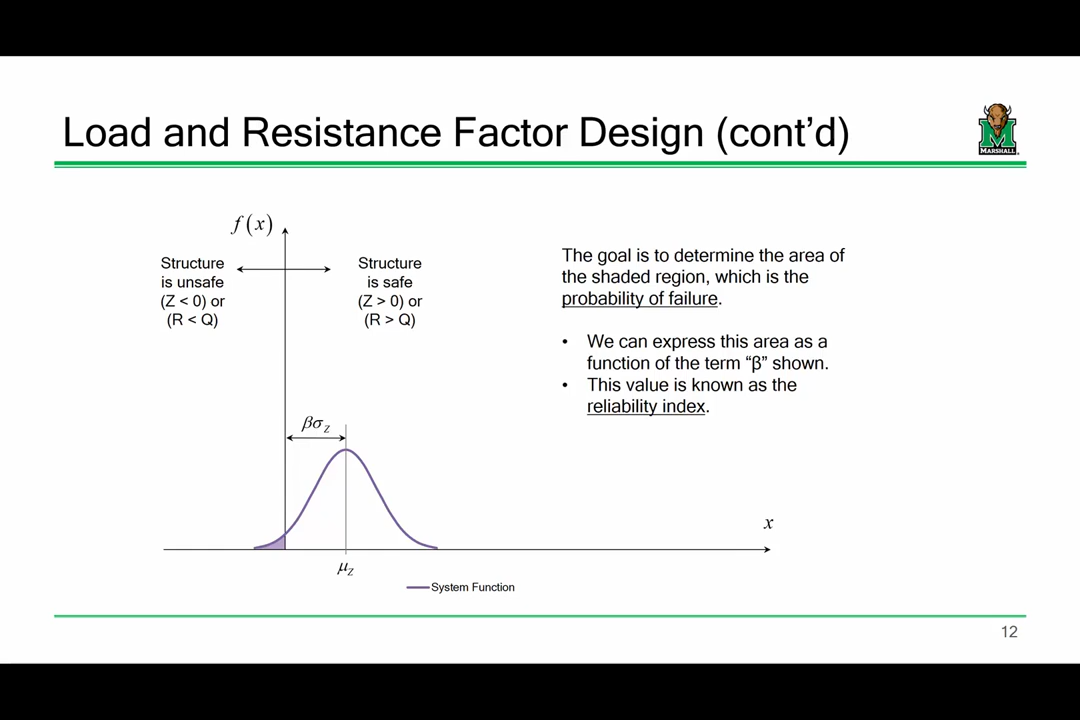 Load and Resistance Factor Design (cont’d)
MARSHALL
f(x)
Structure
is unsafe
(Z < 0) or
(R < Q)
Structure
is safe
(Z > 0) or
(R > Q)
The goal is to determine the area of
the shaded region, which is the
probability of failure.
• We can express this area as a
function of the term “β” shown.
• This value is known as the
reliability index.
βσ_Z
x
μ_Z
System Function
12